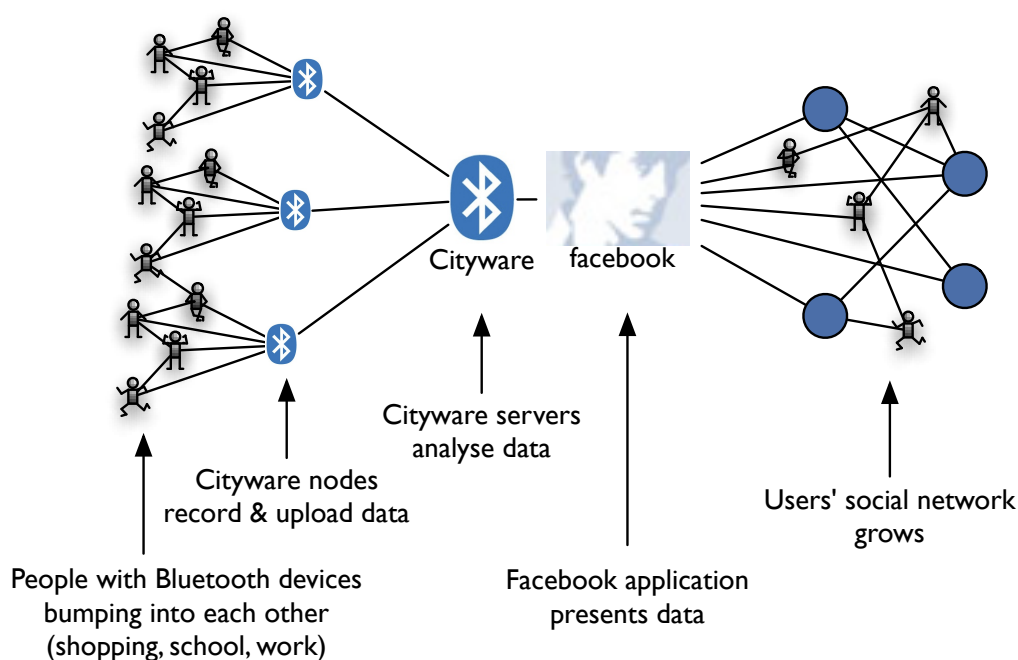 Cityware
facebook
Cityware servers
analyse data
Cityware nodes
record & upload data
Users' social network
grows
People with Bluetooth devices
bumping into each other
(shopping, school, work)
Facebook application
presents data